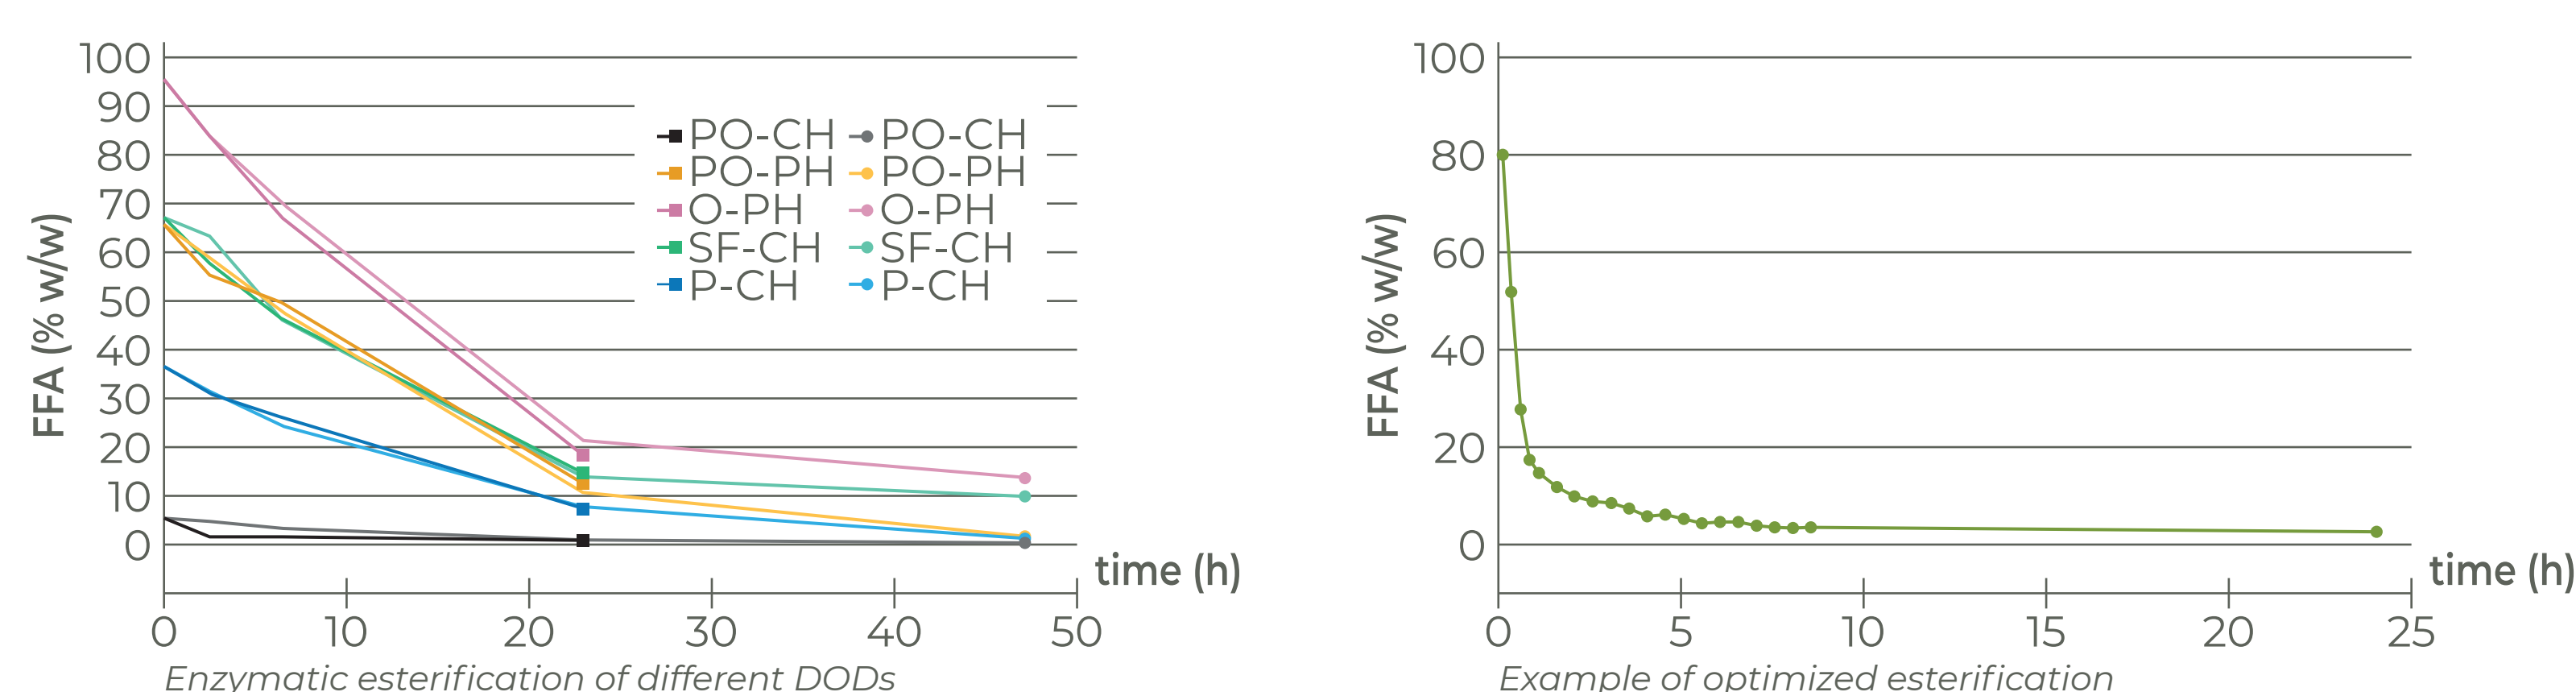 100
90
80
70
60
50
40
30
20
10
0
FFA (% w/w)
PO-CH PO-CH
PO-PH PO-PH
O-PH O-PH
SF-CH SF-CH
P-CH P-CH
time (h)
0 10 20 30 40 50
Enzymatic esterification of different DODs
100
80
60
40
20
0
FFA (% w/w)
time (h)
0 5 10 15 20 25
Example of optimized esterification